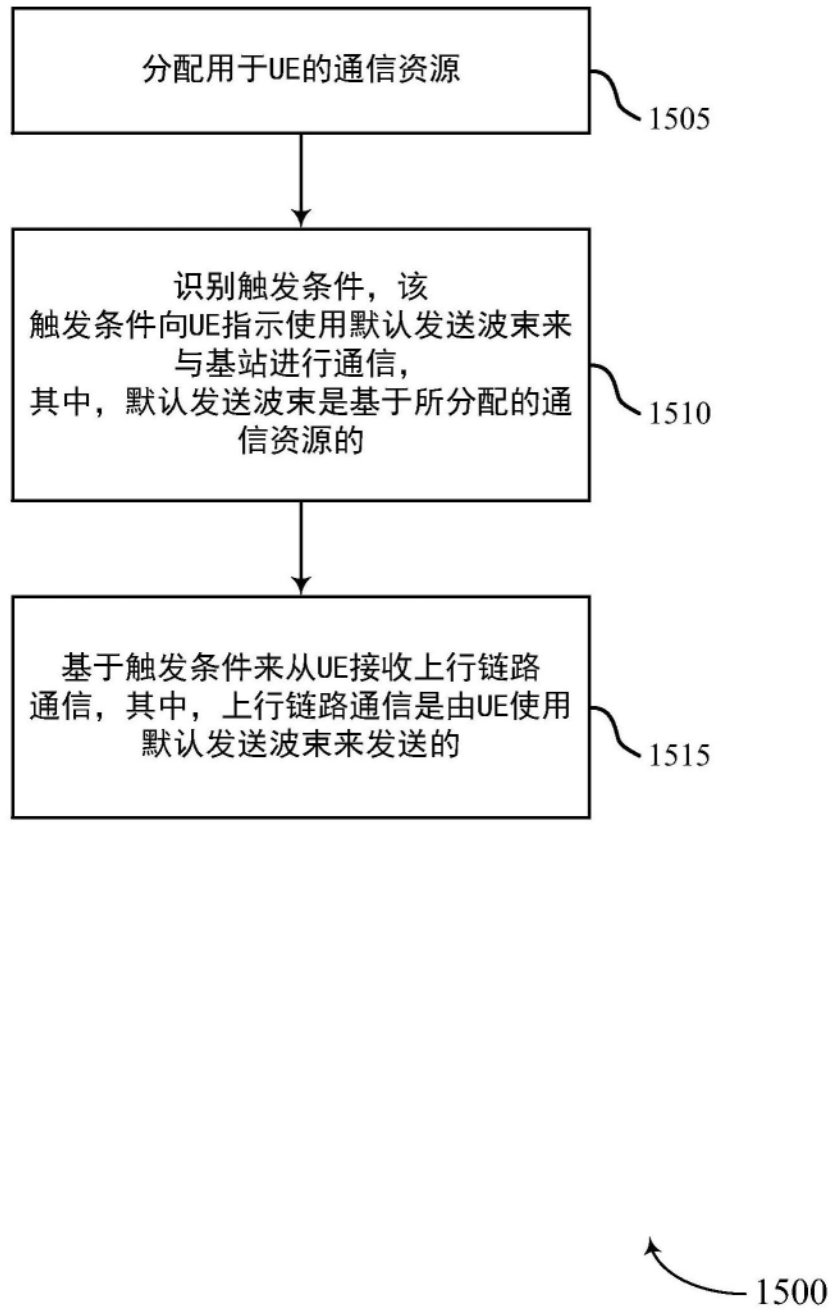 分配用于UE的通信资源
1505
识别触发条件，该
触发条件向UE指示使用默认发送波束来
与基站进行通信，
其中，默认发送波束是基于所分配的通
信资源的
1510
基于触发条件来从UE接收上行链路
通信，其中，上行链路通信是由UE使用
默认发送波束来发送的
1515
1500